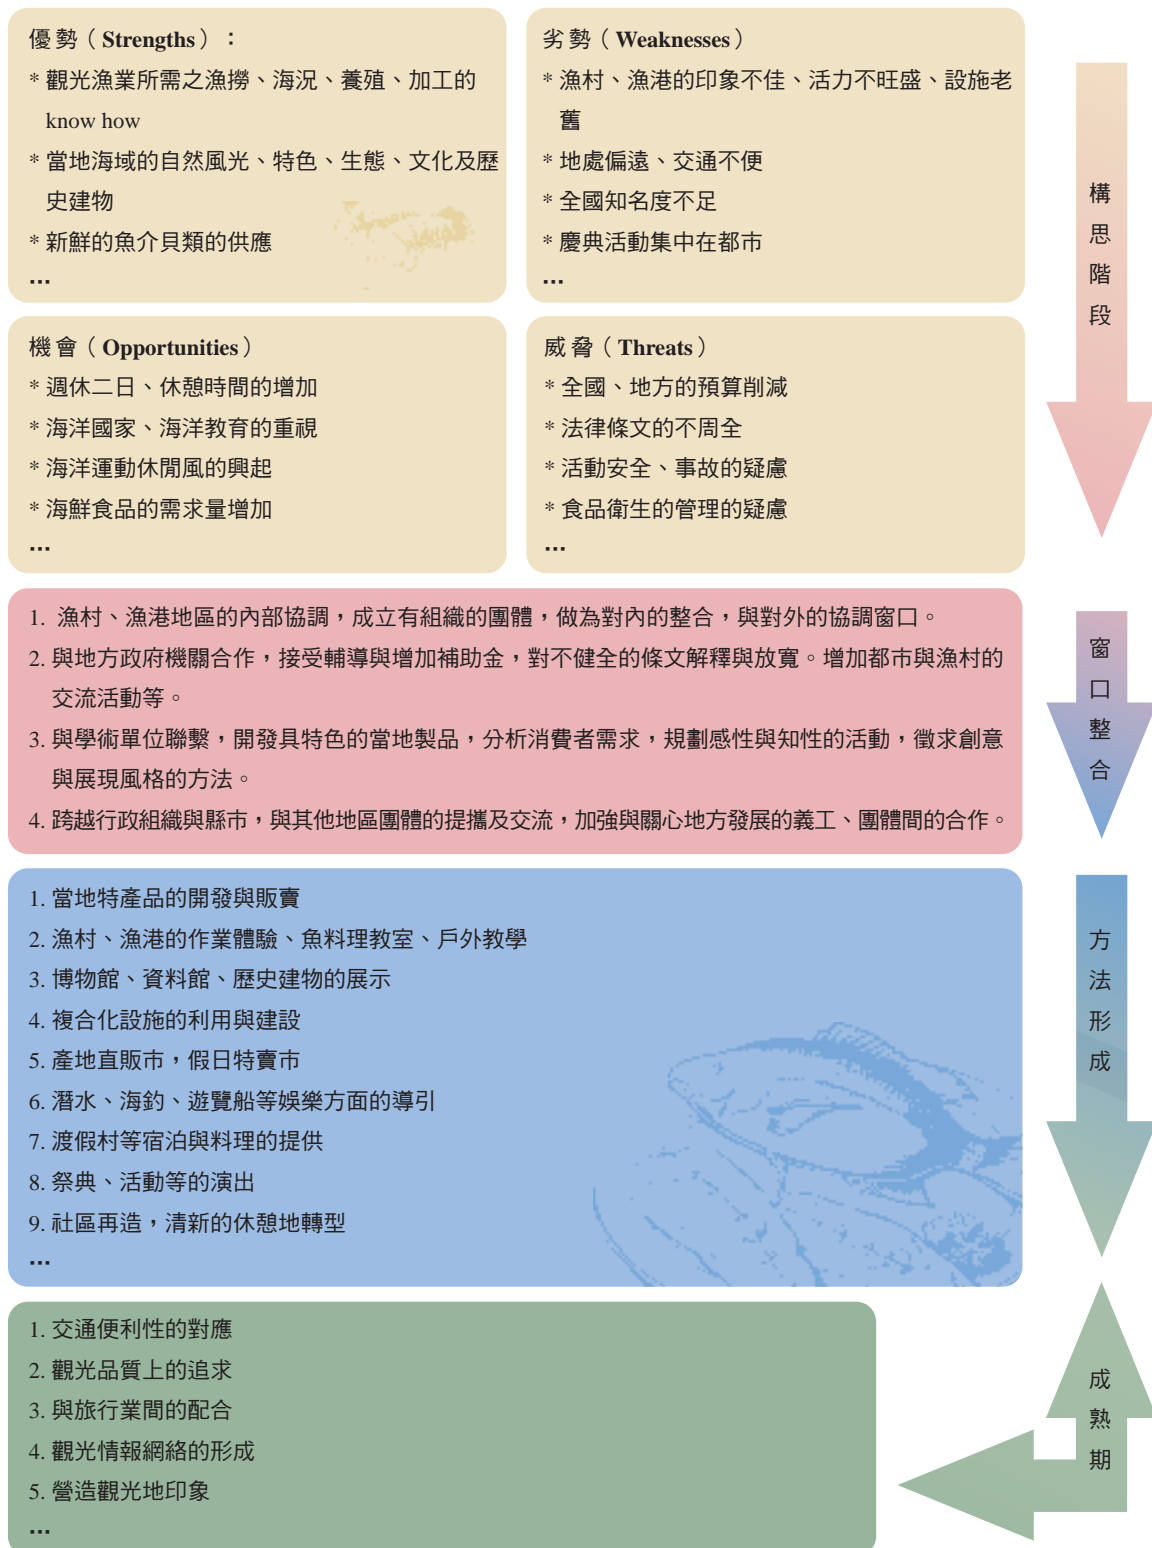 優勢（Strengths）：
* 觀光漁業所需之漁撈、海況、養殖、加工的
know how
* 當地海域的自然風光、特色、生態、文化及歷
史建物
* 新鮮的魚介貝類的供應
…
劣勢（Weaknesses）
* 漁村、漁港的印象不佳、活力不旺盛、設施老
舊
* 地處偏遠、交通不便
* 全國知名度不足
* 慶典活動集中在都市
…
機會（Opportunities）
* 週休二日、休憩時間的增加
* 海洋國家、海洋教育的重視
* 海洋運動休閒風的興起
* 海鮮食品的需求量增加
…
威脅（Threats）
* 全國、地方的預算削減
* 法律條文的不周全
* 活動安全、事故的疑慮
* 食品衛生的管理的疑慮
…
構思階段
1. 漁村、漁港地區的內部協調，成立有組織的團體，做為對內的整合，與對外的協調窗口。
2. 與地方政府機關合作，接受輔導與增加補助金，對不健全的條文解釋與放寬。增加都市與漁村的
交流活動等。
3. 與學術單位聯繫，開發具特色的當地製品，分析消費者需求，規劃感性與知性的活動，徵求創意
與展現風格的方法。
4. 跨越行政組織與縣市，與其他地區團體的提攜及交流，加強與關心地方發展的義工、團體間的合作。
窗口整合
1. 當地特產品的開發與販賣
2. 漁村、漁港的作業體驗、魚料理教室、戶外教學
3. 博物館、資料館、歷史建物的展示
4. 複合化設施的利用與建設
5. 產地直販市，假日特賣市
6. 潛水、海釣、遊覽船等娛樂方面的導引
7. 渡假村等宿泊與料理的提供
8. 祭典、活動等的演出
9. 社區再造，清新的休憩地轉型
…
方法形成
1. 交通便利性的對應
2. 觀光品質上的追求
3. 與旅行業間的配合
4. 觀光情報網絡的形成
5. 營造觀光地印象
…
成熟期